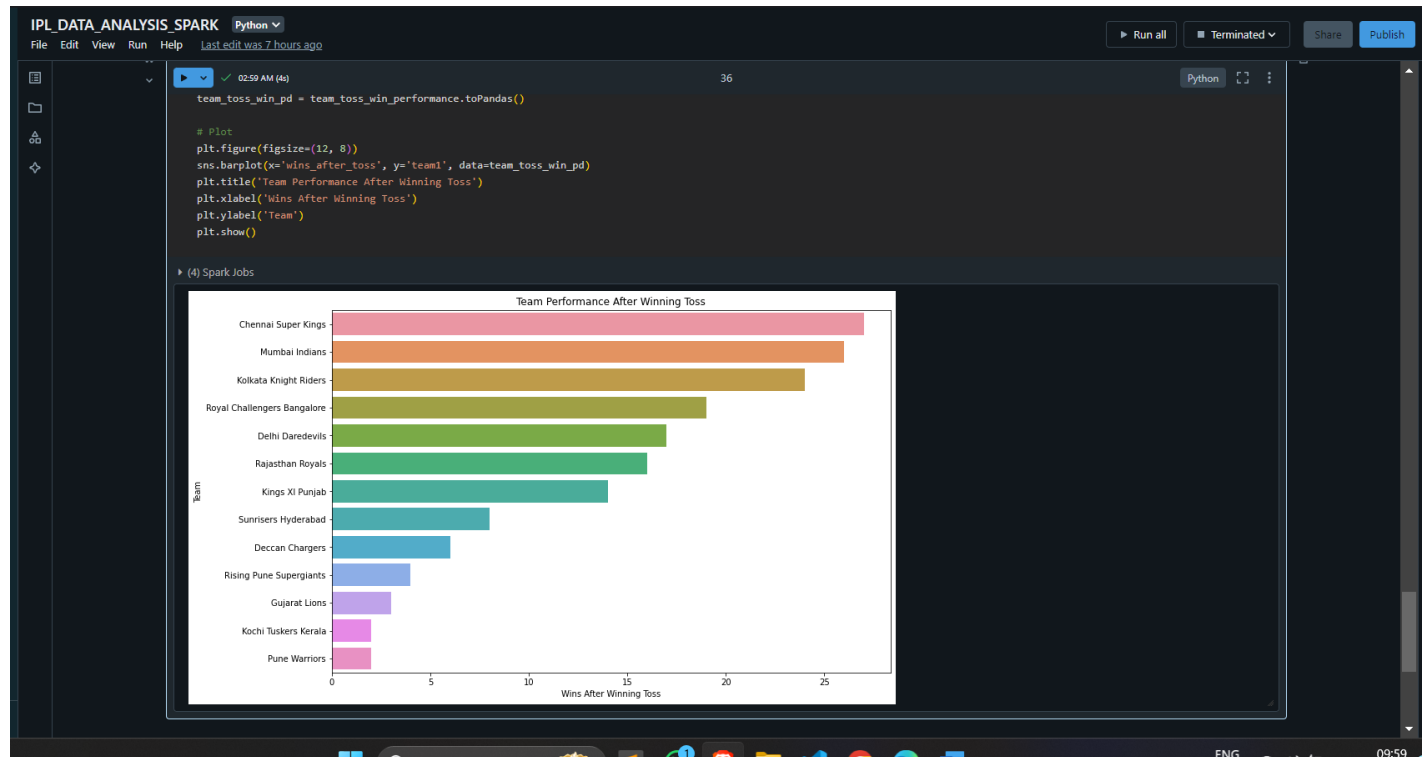 IPL_DATA_ANALYSIS_SPARK Python
File Edit View Run Help Last edit was 7 hours ago
Run all
Terminated
Share
Publish
02:59 AM (4s)
36
Python
team_toss_win_pd = team_toss_win_performance.toPandas()
# Plot
plt.figure(figsize=(12, 8))
sns.barplot(x='wins_after_toss', y='team1', data=team_toss_win_pd)
plt.title('Team Performance After Winning Toss')
plt.xlabel('Wins After Winning Toss')
plt.ylabel('Team')
plt.show()
(4) Spark Jobs
Team Performance After Winning Toss
Chennai Super Kings
Mumbai Indians
Kolkata Knight Riders
Royal Challengers Bangalore
Delhi Daredevils
Rajasthan Royals
Team
Kings XI Punjab
Sunrisers Hyderabad
Deccan Chargers
Rising Pune Supergiants
Gujarat Lions
Kochi Tuskers Kerala
Pune Warriors
0 5 10 15 20 25
Wins After Winning Toss
1
ENG
09:59